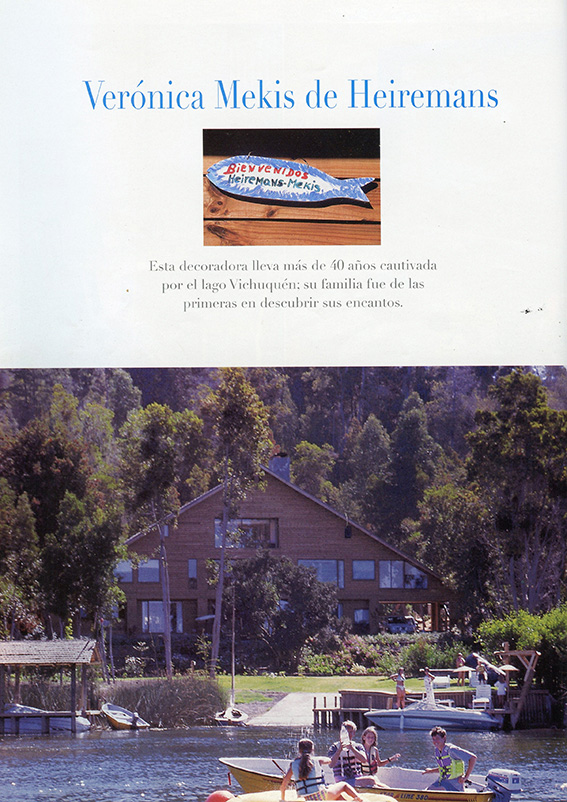 Verónica Mekis de Heiremans
BIENVENIDOS
HEIREMANS-MEKIS
Esta decoradora lleva más de 40 años cautivada
por el lago Vichuquén; su familia fue de las
primeras en descubrir sus encantos.